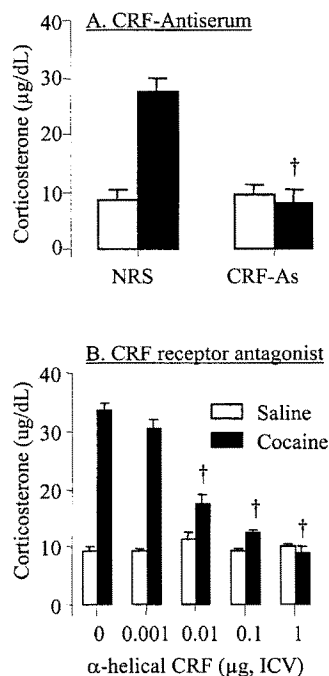 A. CRF-Antiserum
Corticosterone (µg/dL)
40
30
20
10
0
†
NRS
CRF-As
B. CRF receptor antagonist
Corticosterone (ug/dL)
40
30
20
10
0
Saline
Cocaine
†
†
†
0
0.001
0.01
0.1
1
α-helical CRF (µg, ICV)